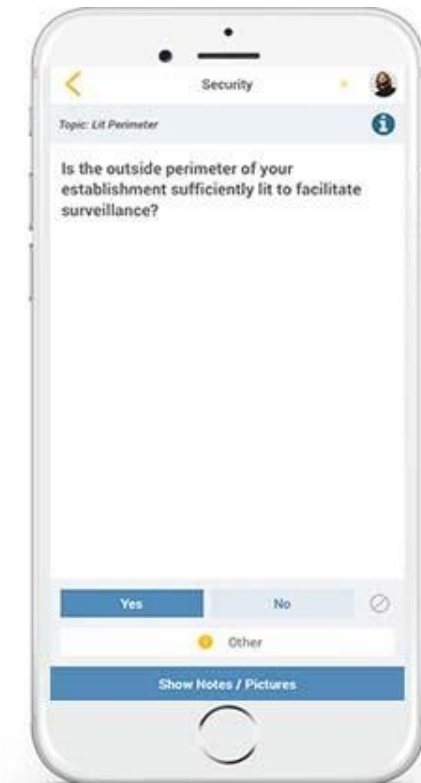 Security
Topic: Lit Perimeter
Is the outside perimeter of your
establishment sufficiently lit to facilitate
surveillance?
Yes
No
Other
Show Notes / Pictures